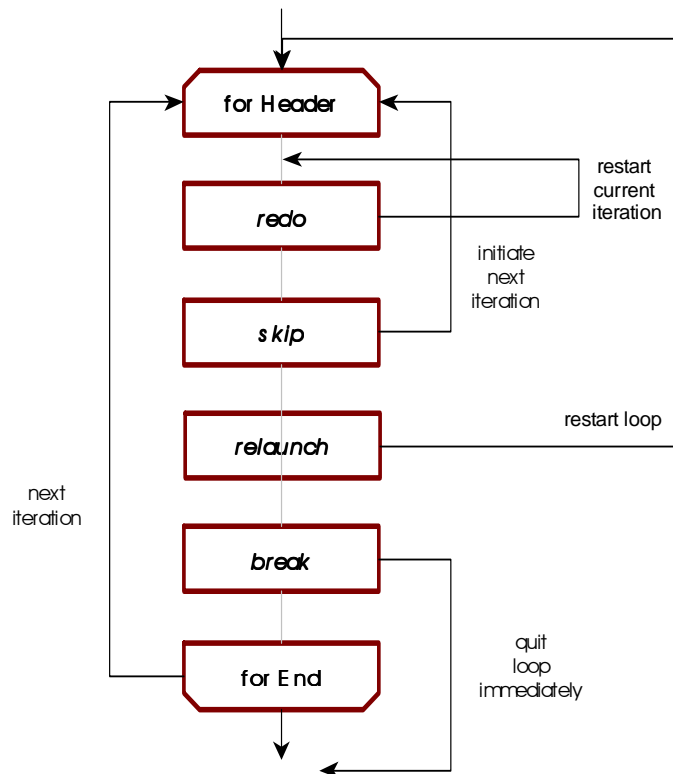 for Header
restart
current
iteration
redo
initiate
next
iteration
skip
restart loop
relaunch
next
iteration
break
quit
loop
immediately
for End